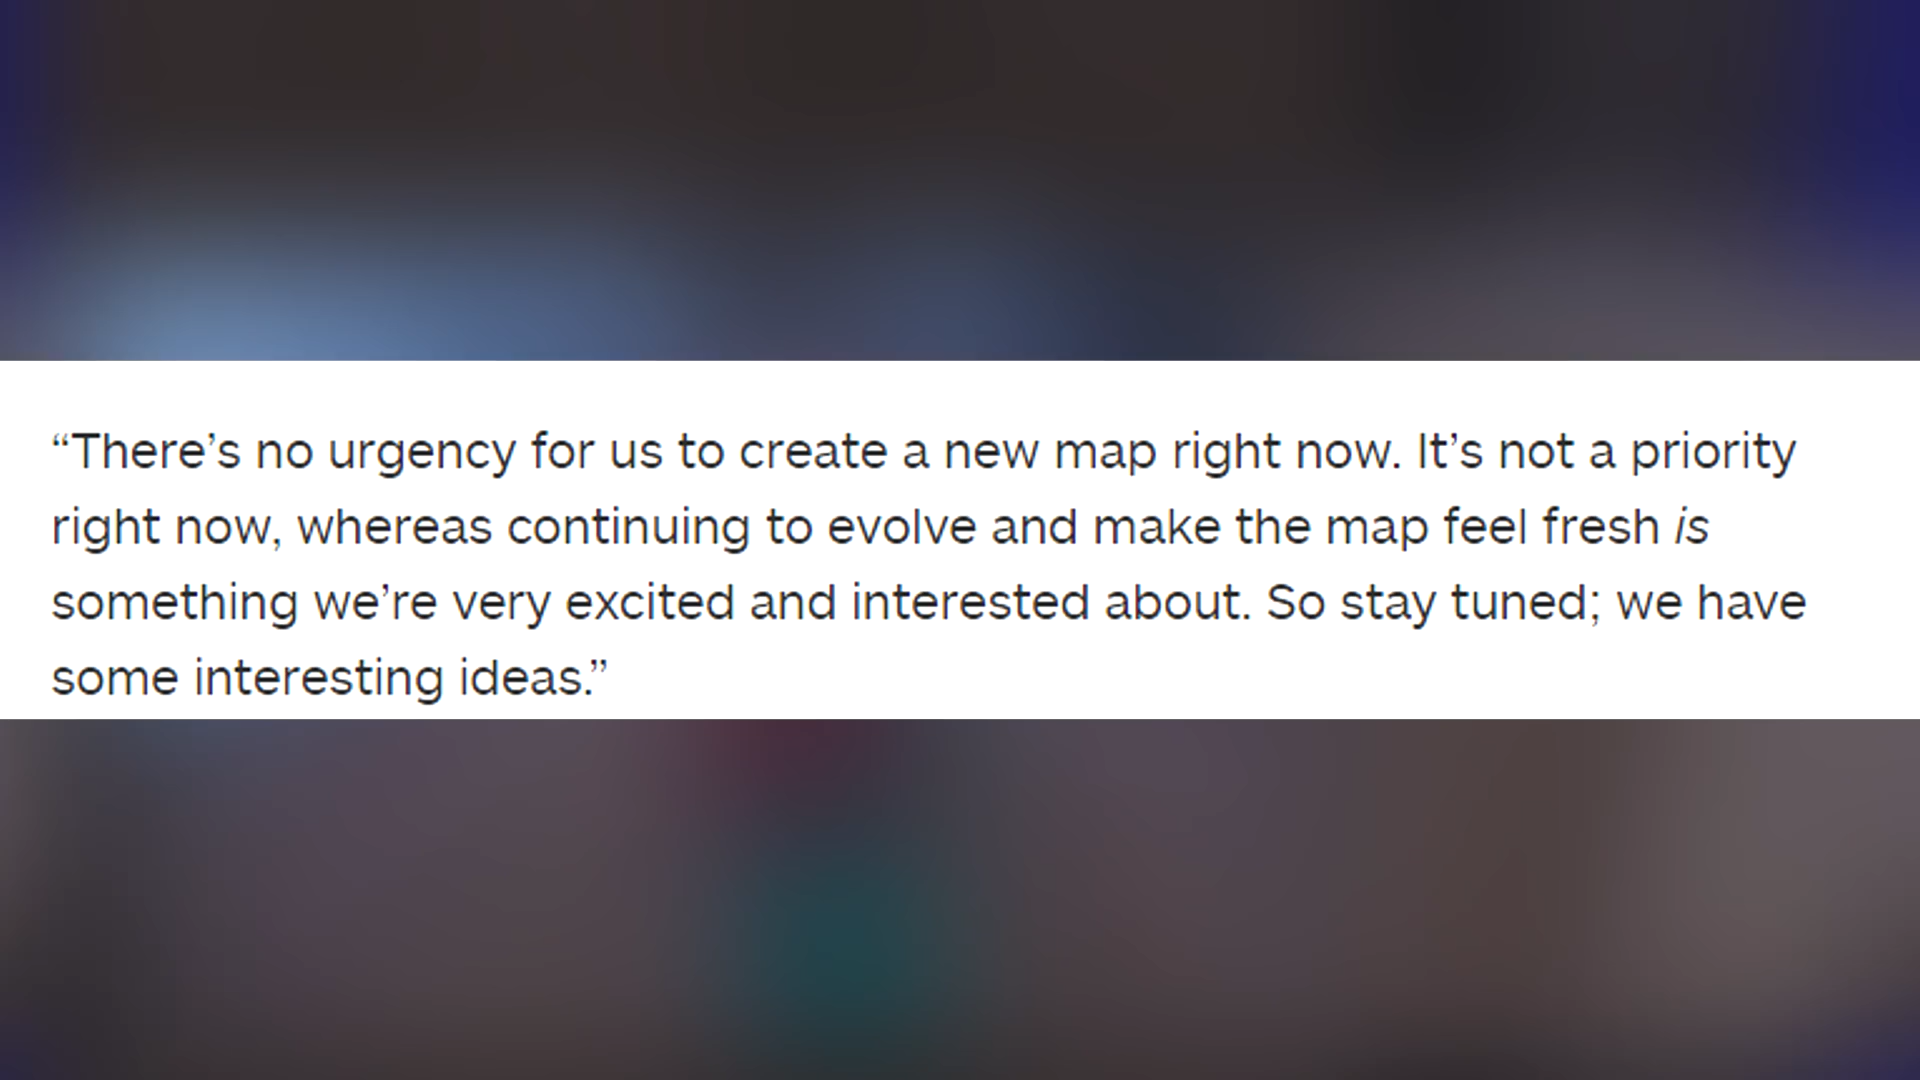 “There’s no urgency for us to create a new map right now. It’s not a priority
right now, whereas continuing to evolve and make the map feel fresh is
something we’re very excited and interested about. So stay tuned; we have
some interesting ideas.”